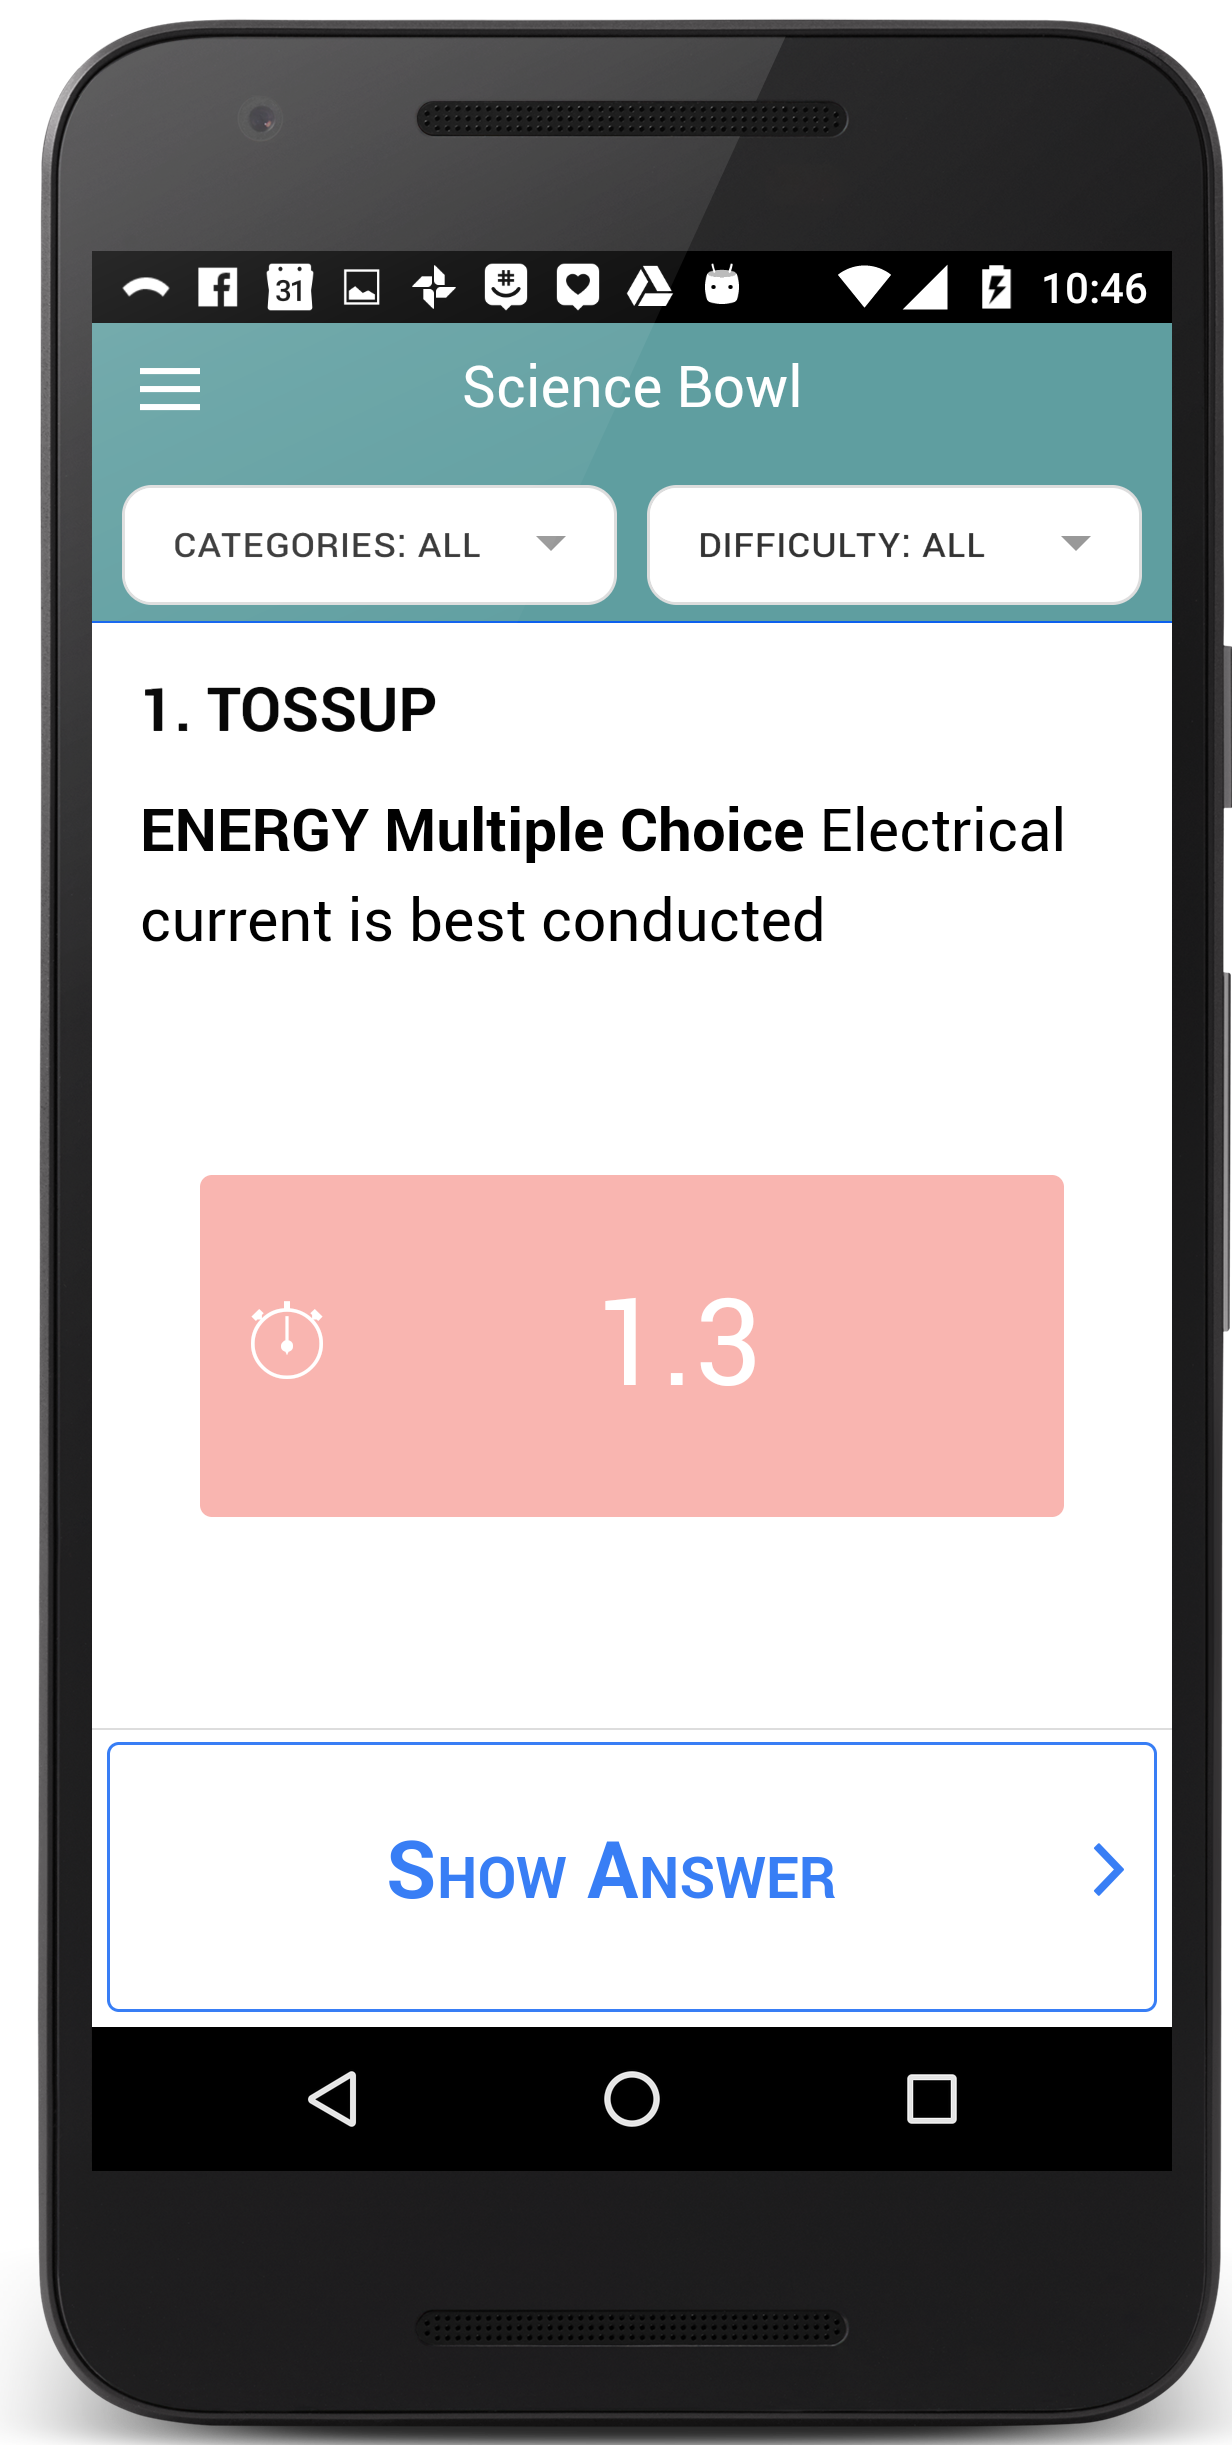 31
10:46
Science Bowl
CATEGORIES: ALL
DIFFICULTY: ALL
1. TOSSUP
ENERGY Multiple Choice Electrical
current is best conducted
1.3
SHOW ANSWER